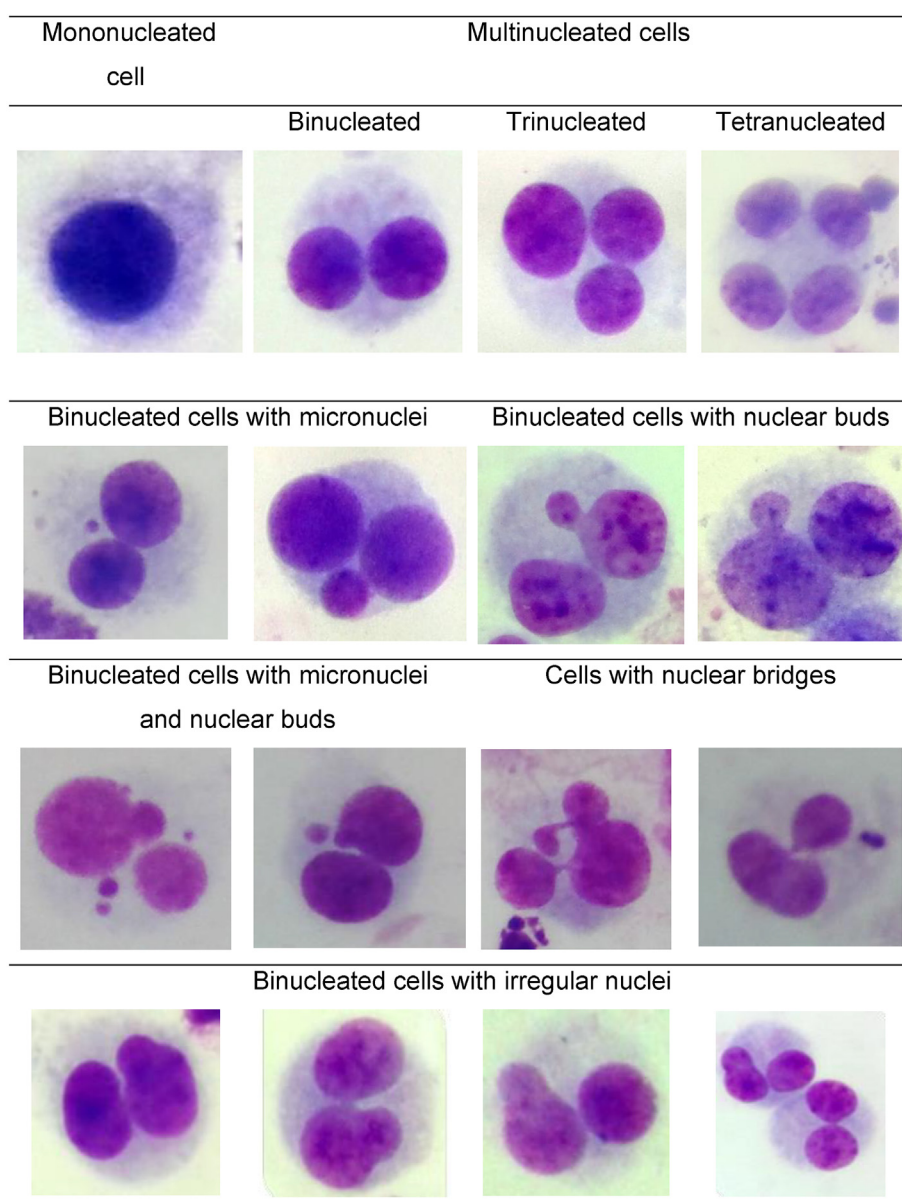 Mononucleated
cell
Multinucleated cells
Binucleated
Trinucleated
Tetranucleated
Binucleated cells with micronuclei
Binucleated cells with nuclear buds
Binucleated cells with micronuclei
and nuclear buds
Cells with nuclear bridges
Binucleated cells with irregular nuclei